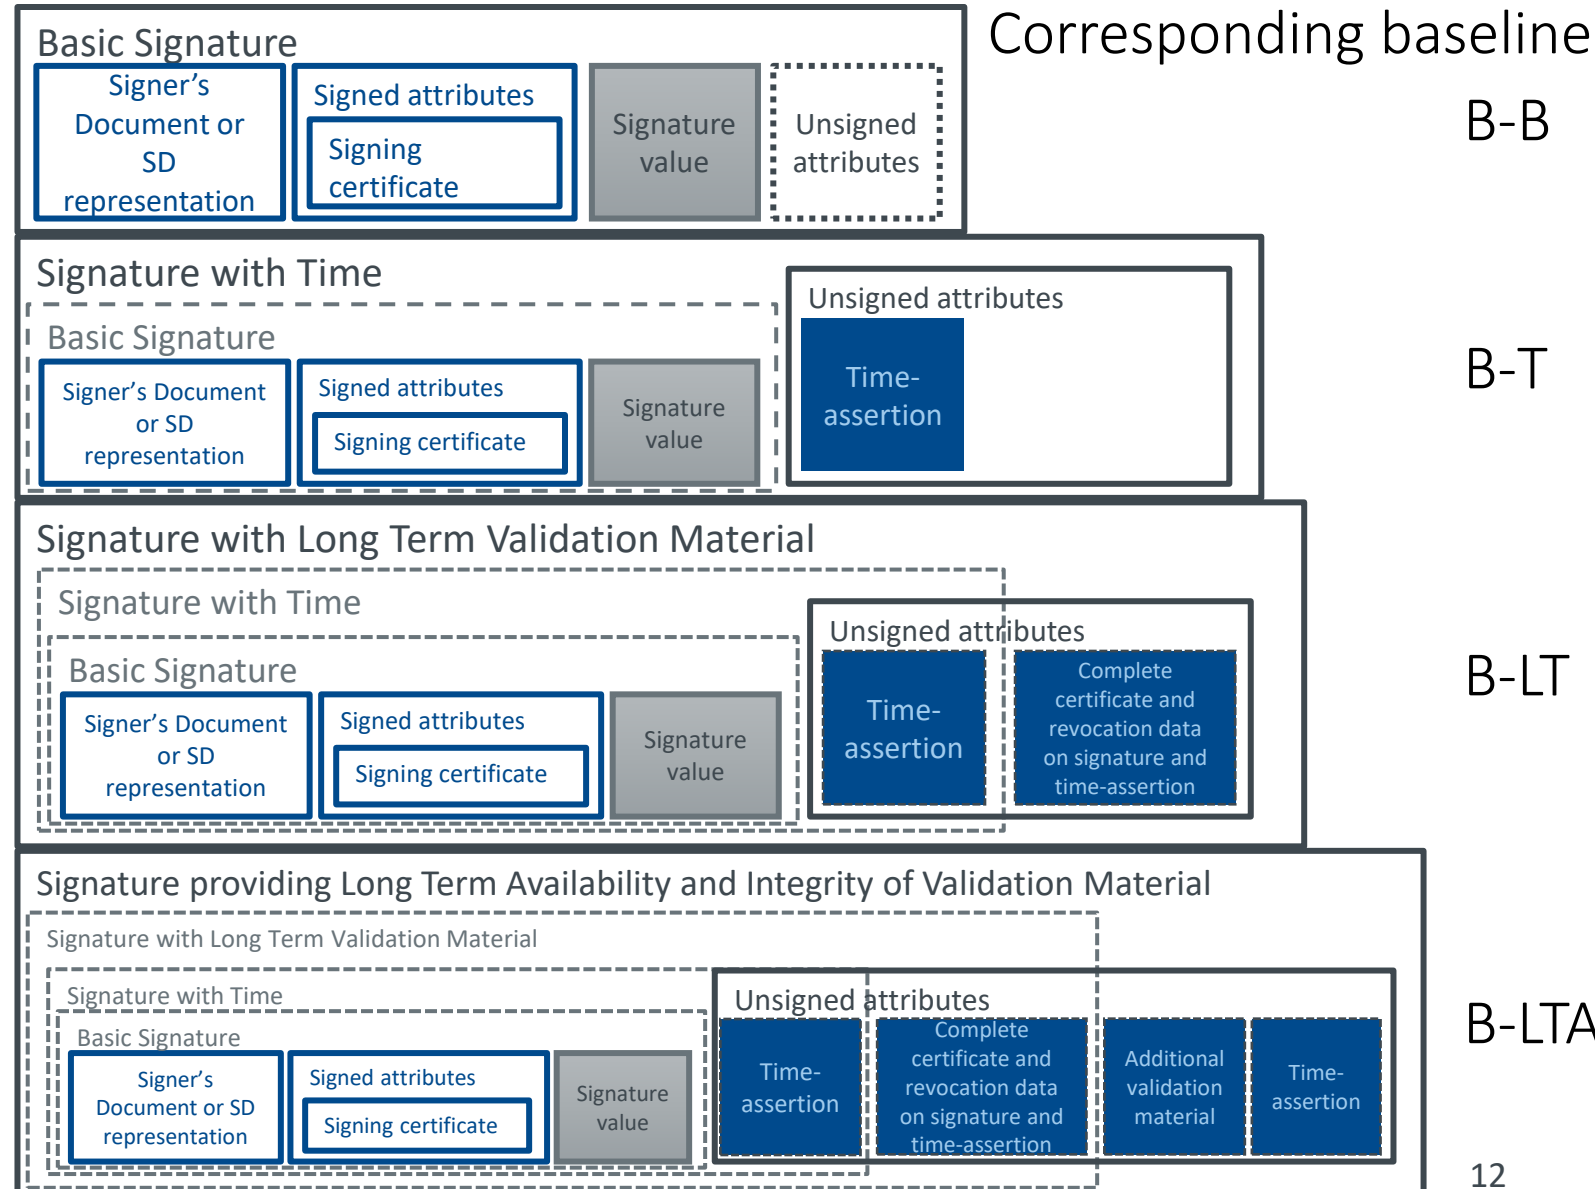 Corresponding baseline
Basic Signature
Signer's
Document or
SD
representation
Signed attributes
Signing
certificate
Signature
value
Unsigned
attributes
B-B
Signature with Time
Basic Signature
Signer's Document
or SD
representation
Signed attributes
Signing certificate
Signature
value
Unsigned attributes
Time-
assertion
B-T
Signature with Long Term Validation Material
Signature with Time
Basic Signature
Signer's Document
or SD
representation
Signed attributes
Signing certificate
Signature
value
Unsigned attributes
Time-
assertion
Complete
certificate and
revocation data
on signature and
time-assertion
B-LT
Signature providing Long Term Availability and Integrity of Validation Material
Signature with Long Term Validation Material
Signature with Time
Basic Signature
Signer's
Document or SD
representation
Signed attributes
Signing certificate
Signature
value
Unsigned attributes
Time-
assertion
Complete
certificate and
revocation data
on signature and
time-assertion
Additional
validation
material
Time-
assertion
B-LTA
12